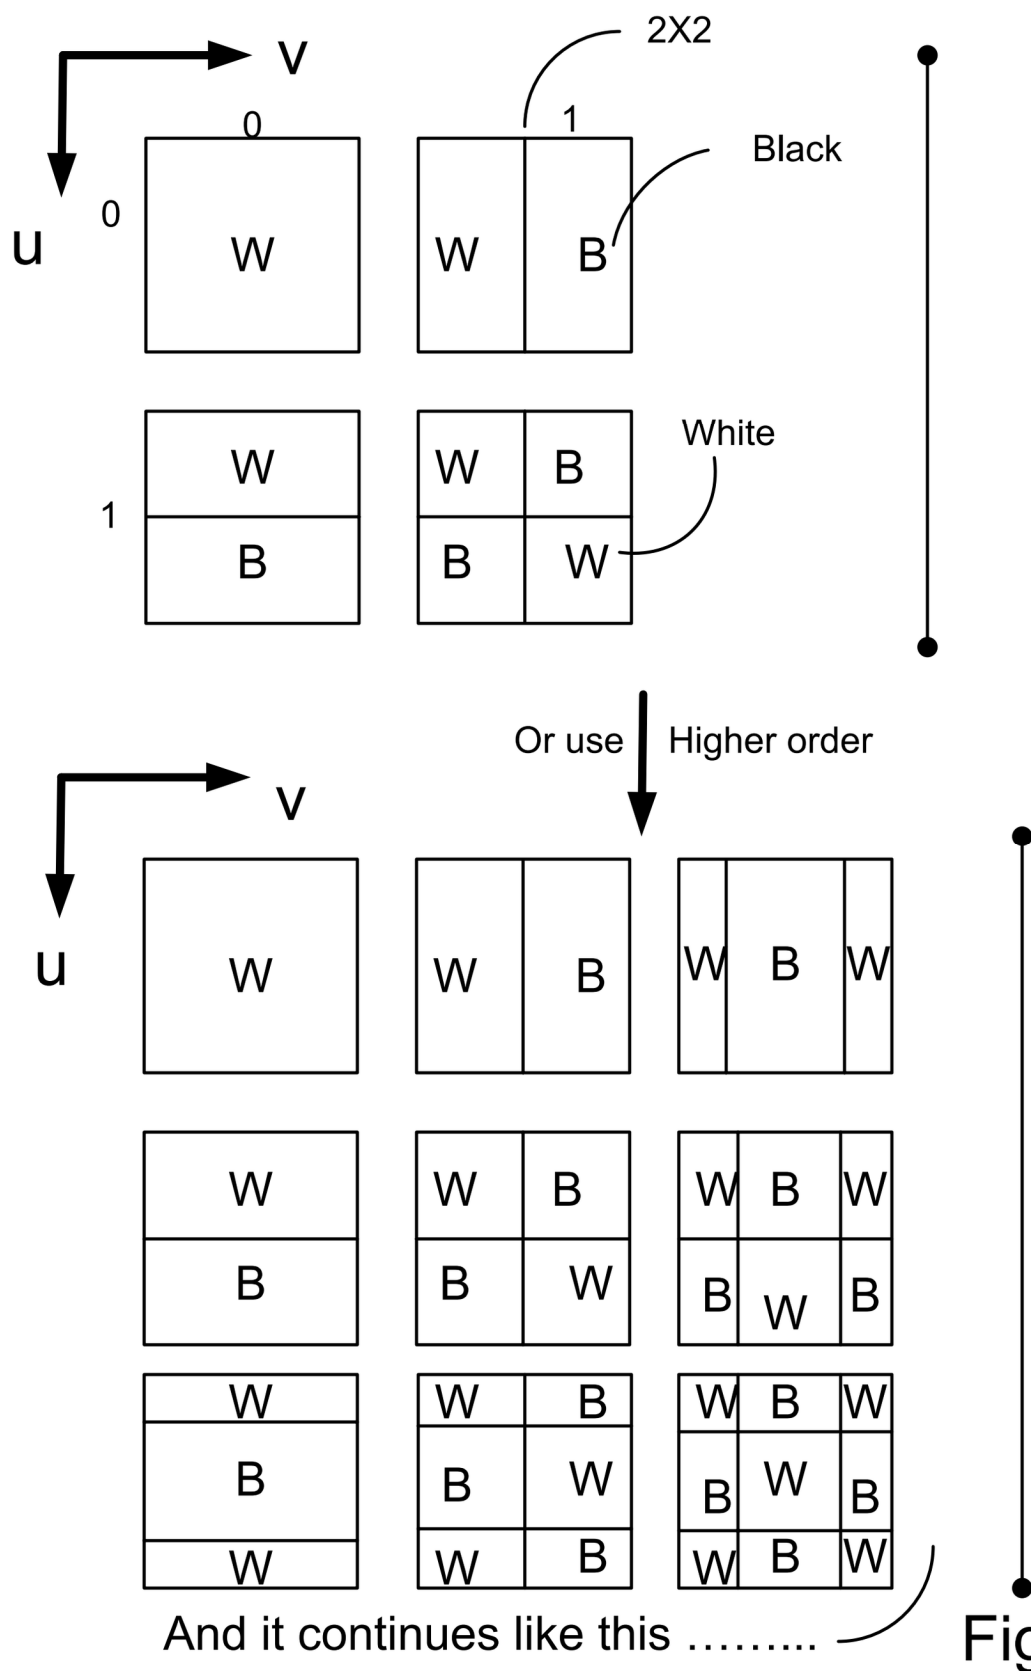 2X2
v
0 1
Black
0
u
W W B
White
W W B
1
B B W
Or use Higher order
v
u
W W B W B W
W W B W B W
B B W B W B
W W B W B W
B B W B W B
W W B W B W
And it continues like this ………...
Fig